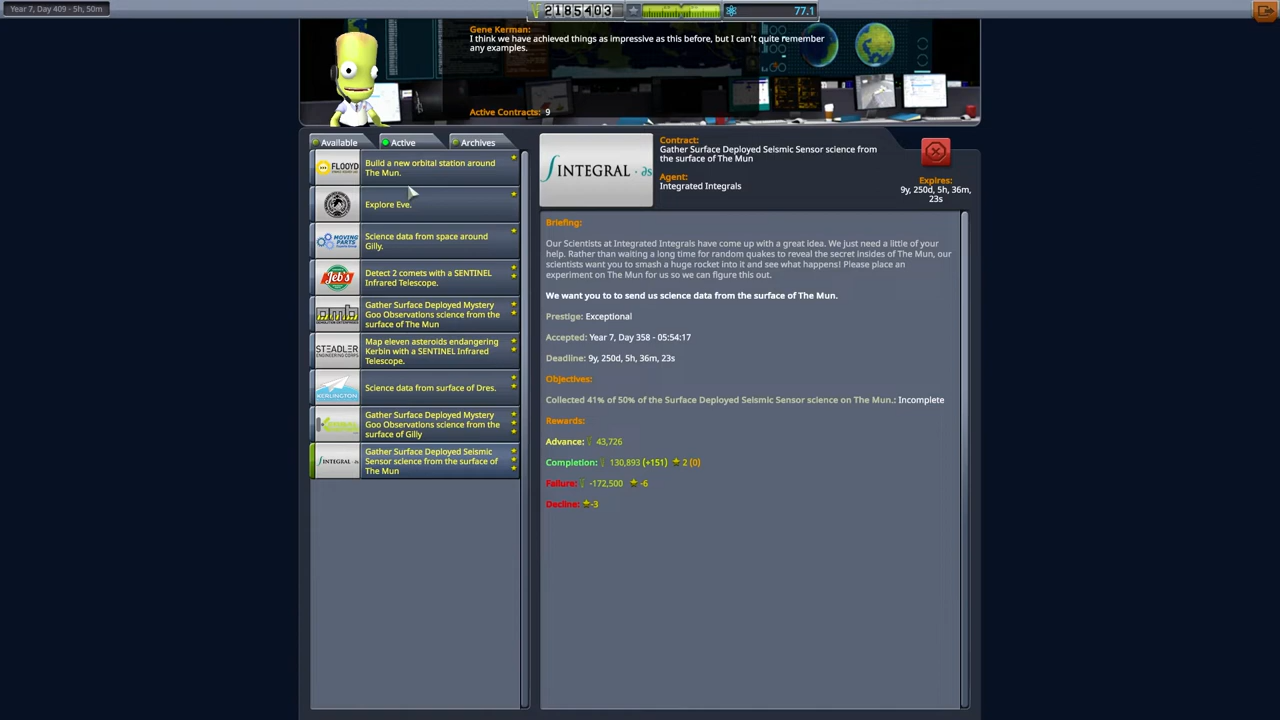 Year 7, Day 409 - 5h, 50m
2185403
77.1
Gene Kerman:
I think we have achieved things as impressive as this before, but I can't quite remember
any examples.
Active Contracts: 9
Available
Active
Archives
FLOOYD
Build a new orbital station around
The Mun.
Explore Eve.
MOVING
PARTS
Science data from space around
Gilly.
Jeb's
Detect 2 comets with a SENTINEL
Infrared Telescope.
Gather Surface Deployed Mystery
Goo Observations science from the
surface of The Mun
STEADLER
ENGINEERING CORPS
Map eleven asteroids endangering
Kerbin with a SENTINEL Infrared
Telescope.
KERLINGTON
Science data from surface of Dres.
Gather Surface Deployed Mystery
Goo Observations science from the
surface of Gilly
∫INTEGRAL · ∂s
Gather Surface Deployed Seismic
Sensor science from the surface of
The Mun
∫INTEGRAL · ∂s
Contract:
Gather Surface Deployed Seismic Sensor science from
the surface of The Mun
Agent:
Integrated Integrals
Expires:
9y, 250d, 5h, 36m,
23s
Briefing:
Our Scientists at Integrated Integrals have come up with a great idea. We just need a little of your
help. Rather than waiting a long time for random quakes to reveal the secret insides of The Mun, our
scientists want you to smash a huge rocket into it and see what happens! Please place an
experiment on The Mun for us so we can figure this out.
We want you to to send us science data from the surface of The Mun.
Prestige: Exceptional
Accepted: Year 7, Day 358 - 05:54:17
Deadline: 9y, 250d, 5h, 36m, 23s
Objectives:
Collected 41% of 50% of the Surface Deployed Seismic Sensor science on The Mun.: Incomplete
Rewards:
Advance: 43,726
Completion: 130,893 (+151) 2 (0)
Failure: -172,500 -6
Decline: -3